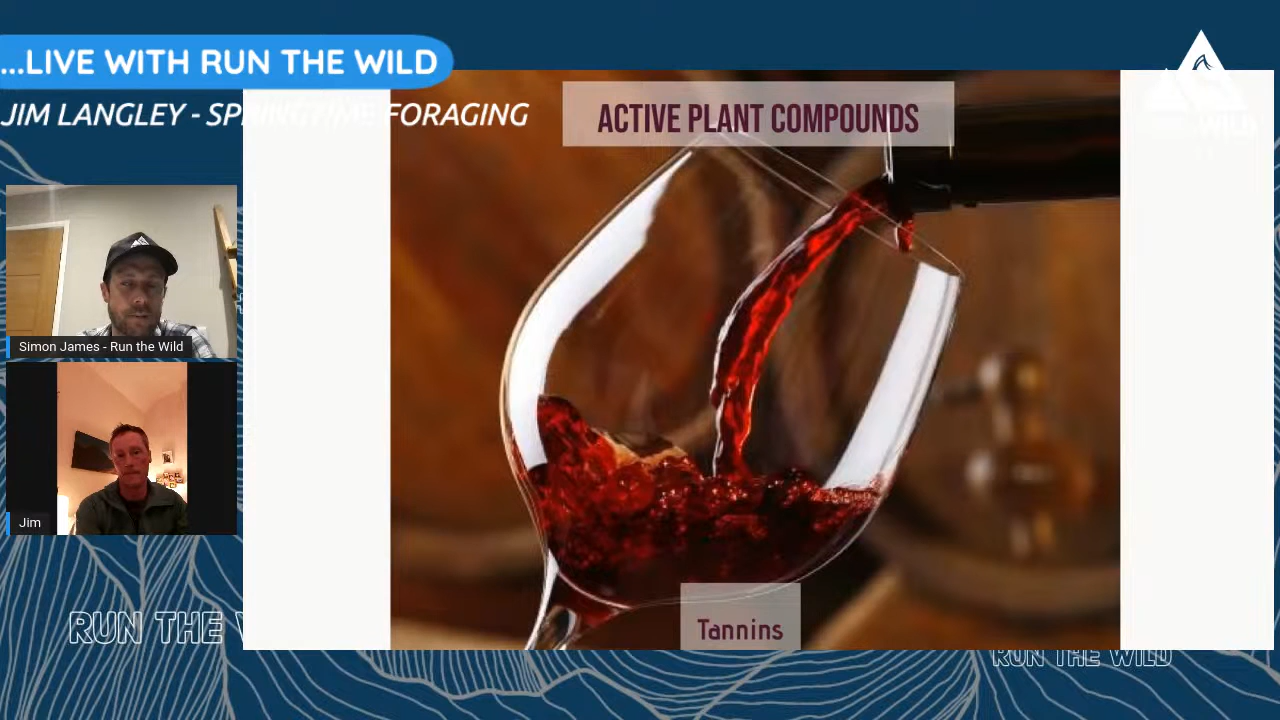 ...LIVE WITH RUN THE WILD
JIM LANGLEY - SPRINGTIME FORAGING
ACTIVE PLANT COMPOUNDS
Simon James - Run the Wild
Jim
Tannins
RUN THE
RUN THE WILD